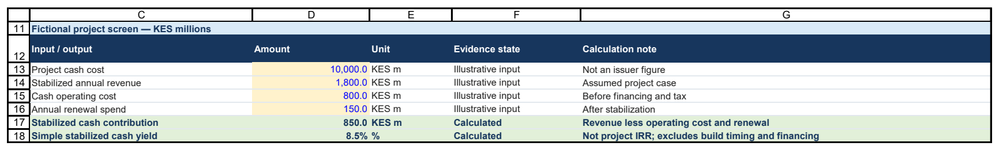 C D E F G
11 Fictional project screen — KES millions
12 Input / output Amount Unit Evidence state Calculation note
13 Project cash cost 10,000.0 KES m Illustrative input Not an issuer figure
14 Stabilized annual revenue 1,800.0 KES m Illustrative input Assumed project case
15 Cash operating cost 800.0 KES m Illustrative input Before financing and tax
16 Annual renewal spend 150.0 KES m Illustrative input After stabilization
17 Stabilized cash contribution 850.0 KES m Calculated Revenue less operating cost and renewal
18 Simple stabilized cash yield 8.5% % Calculated Not project IRR; excludes build timing and financing